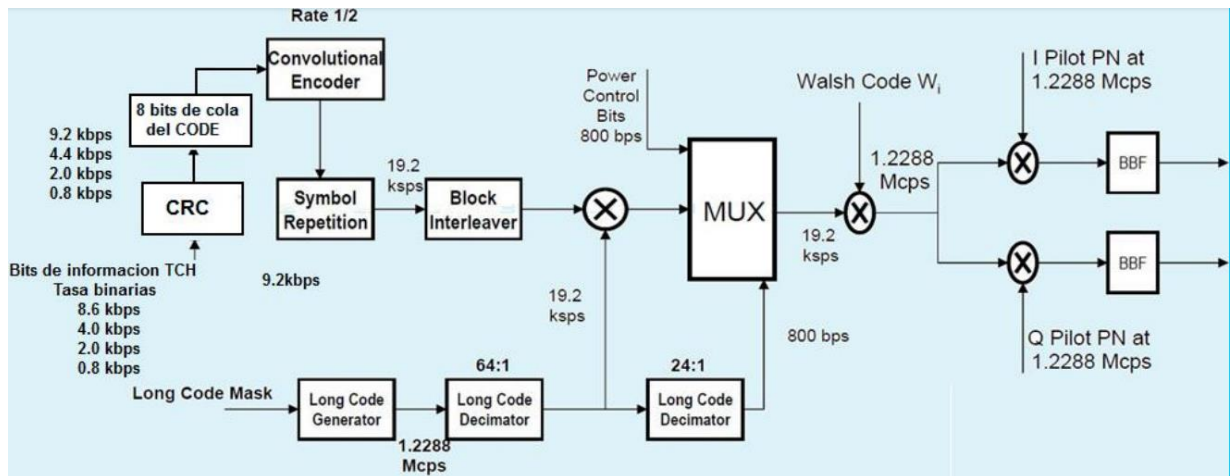 Rate 1/2
Convolutional
Encoder
8 bits de cola
del CODE
9.2 kbps
4.4 kbps
2.0 kbps
0.8 kbps
CRC
Bits de informacion TCH
Tasa binarias
8.6 kbps
4.0 kbps
2.0 kbps
0.8 kbps
Symbol
Repetition
9.2kbps
19.2
ksps
Block
Interleaver
X
19.2
ksps
Power
Control
Bits
800 bps
MUX
19.2
ksps
Walsh Code Wi
X
1.2288
Mcps
I Pilot PN at
1.2288 Mcps
X
BBF
X
BBF
Q Pilot PN at
1.2288 Mcps
Long Code Mask
Long Code
Generator
1.2288
Mcps
64:1
Long Code
Decimator
24:1
Long Code
Decimator
800 bps